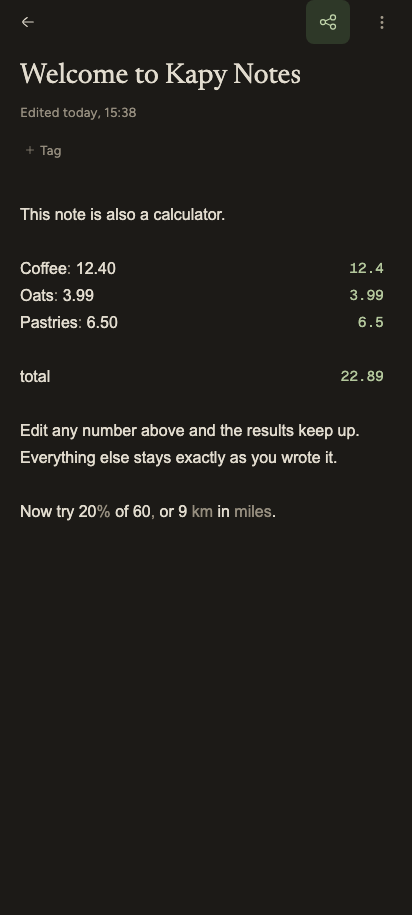 Welcome to Kapy Notes
Edited today, 15:38
+ Tag
This note is also a calculator.
Coffee: 12.40 12.4
Oats: 3.99 3.99
Pastries: 6.50 6.5
total 22.89
Edit any number above and the results keep up.
Everything else stays exactly as you wrote it.
Now try 20% of 60, or 9 km in miles.